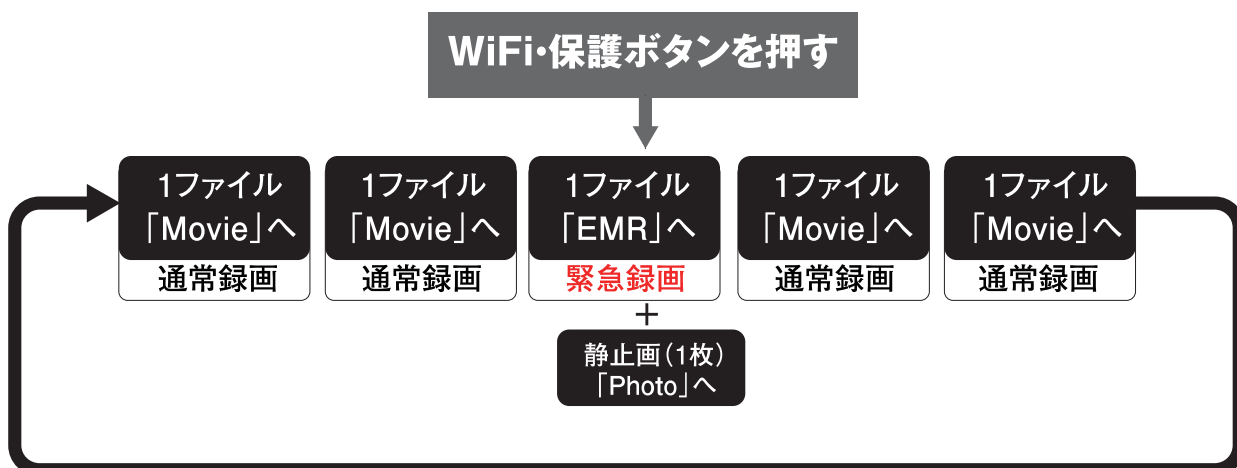 WiFi・保護ボタンを押す
1ファイル
「Movie」へ
通常録画
1ファイル
「Movie」へ
通常録画
1ファイル
「EMR」へ
緊急録画
+
静止画(1枚)
「Photo」へ
1ファイル
「Movie」へ
通常録画
1ファイル
「Movie」へ
通常録画